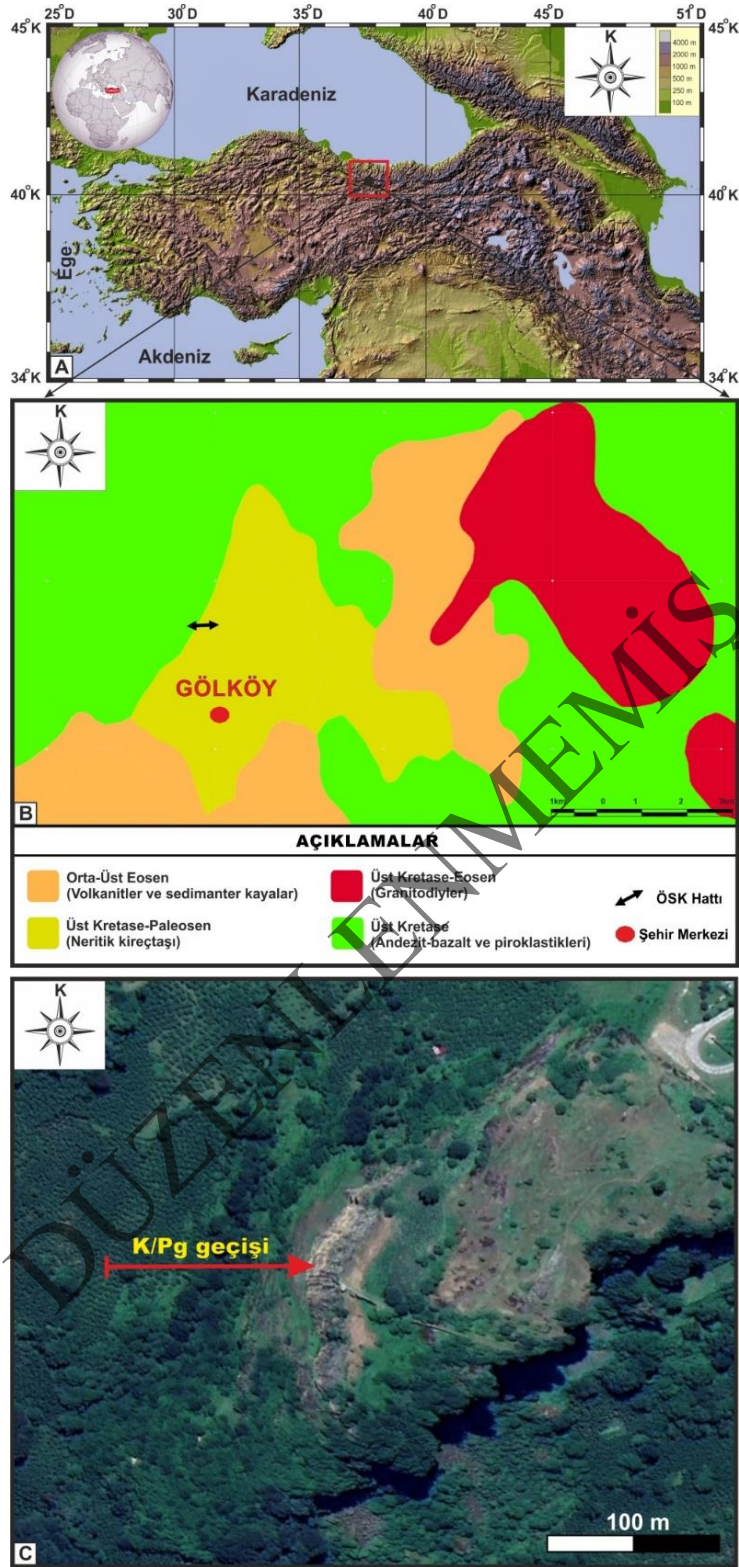 25°D 30°D 35°D 40°D 45°D 51°D
45°K 45°K
K
4000 m
2000 m
1000 m
500 m
250 m
100 m
Karadeniz
40°K 40°K
Ege
Akdeniz
A
34°K 34°K
K
GÖLKÖY
1km 0 1 2 3km
B
AÇIKLAMALAR
Orta-Üst Eosen
(Volkanitler ve sedimanter kayalar)
Üst Kretase-Eosen
(Granitodiyler)
ÖSK Hattı
Üst Kretase-Paleosen
(Neritik kireçtaşı)
Üst Kretase
(Andezit-bazalt ve piroklastikleri)
Şehir Merkezi
K
K/Pg geçişi
100 m
C
DÜZENLENMEMİŞ